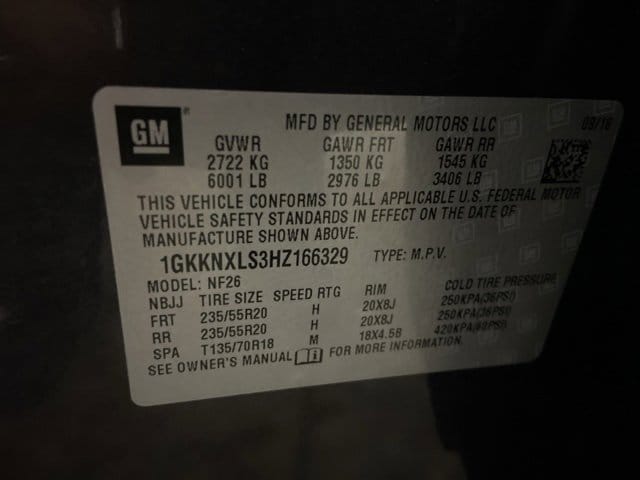 GM ®
MFD BY GENERAL MOTORS LLC 09/16
GVWR GAWR FRT GAWR RR
2722 KG 1350 KG 1545 KG
6001 LB 2976 LB 3406 LB
THIS VEHICLE CONFORMS TO ALL APPLICABLE U.S. FEDERAL MOTOR
VEHICLE SAFETY STANDARDS IN EFFECT ON THE DATE OF
MANUFACTURE SHOWN ABOVE.
1GKKNXLS3HZ166329 TYPE: M.P.V.
MODEL: NF26
NBJJ TIRE SIZE SPEED RTG RIM COLD TIRE PRESSURE
FRT 235/55R20 H 20X8J 250KPA(36PSI)
RR 235/55R20 H 20X8J 250KPA(36PSI)
SPA T135/70R18 M 18X4.5B 420KPA(60PSI)
SEE OWNER'S MANUAL FOR MORE INFORMATION.